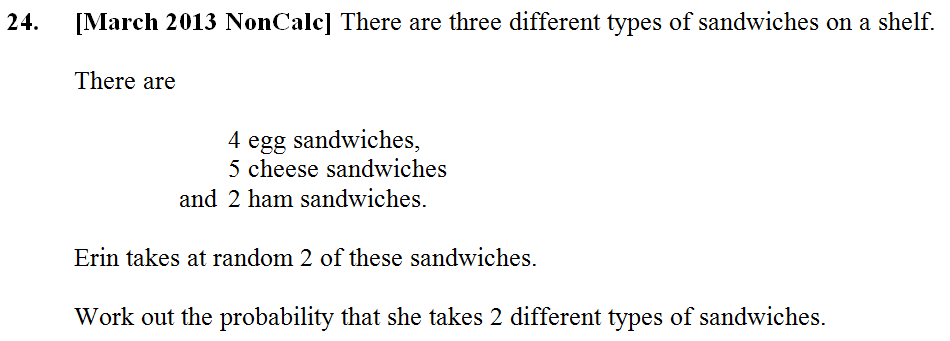 24. [March 2013 NonCalc] There are three different types of sandwiches on a shelf.
There are
4 egg sandwiches,
5 cheese sandwiches
and 2 ham sandwiches.
Erin takes at random 2 of these sandwiches.
Work out the probability that she takes 2 different types of sandwiches.